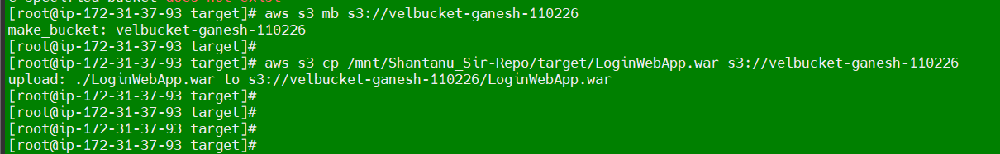 e specified bucket does not exist
[root@ip-172-31-37-93 target]# aws s3 mb s3://velbucket-ganesh-110226
make_bucket: velbucket-ganesh-110226
[root@ip-172-31-37-93 target]#
[root@ip-172-31-37-93 target]# aws s3 cp /mnt/Shantanu_Sir-Repo/target/LoginWebApp.war s3://velbucket-ganesh-110226
upload: ./LoginWebApp.war to s3://velbucket-ganesh-110226/LoginWebApp.war
[root@ip-172-31-37-93 target]#
[root@ip-172-31-37-93 target]#
[root@ip-172-31-37-93 target]#
[root@ip-172-31-37-93 target]#